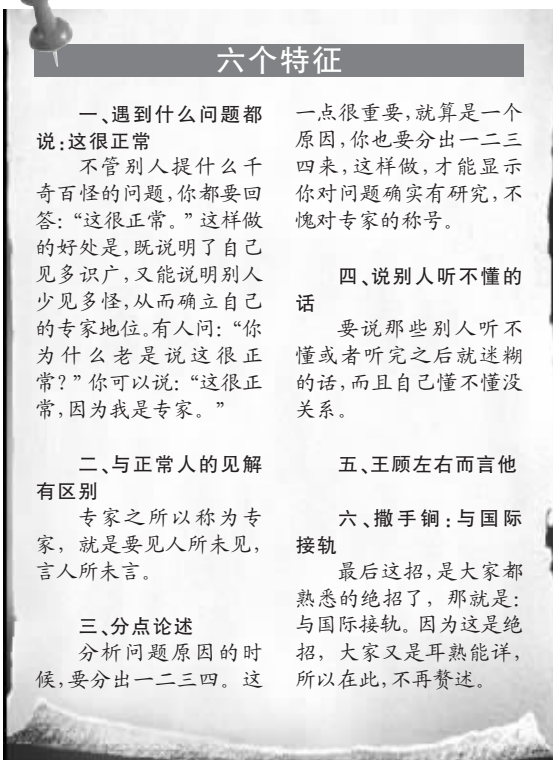 六个特征
一、遇到什么问题都
说：这很正常
不管别人提什么千
奇百怪的问题，你都要回
答：“这很正常。”这样做
的好处是，既说明了自己
见多识广，又能说明别人
少见多怪，从而确立自己
的专家地位。有人问：“你
为什么老是说这很正
常？”你可以说：“这很正
常，因为我是专家。”
二、与正常人的见解
有区别
专家之所以称为专
家，就是要见人所未见，
言人所未言。
三、分点论述
分析问题原因的时
候，要分出一二三四。这
一点很重要，就算是一个
原因，你也要分出一二三
四来，这样做，才能显示
你对问题确实有研究，不
愧对专家的称号。
四、说别人听不懂的
话
要说那些别人听不
懂或者听完之后就迷糊
的话，而且自己懂不懂没
关系。
五、王顾左右而言他
六、撒手锏：与国际
接轨
最后这招，是大家都
熟悉的绝招了，那就是：
与国际接轨。因为这是绝
招，大家又是耳熟能详，
所以在此，不再赘述。